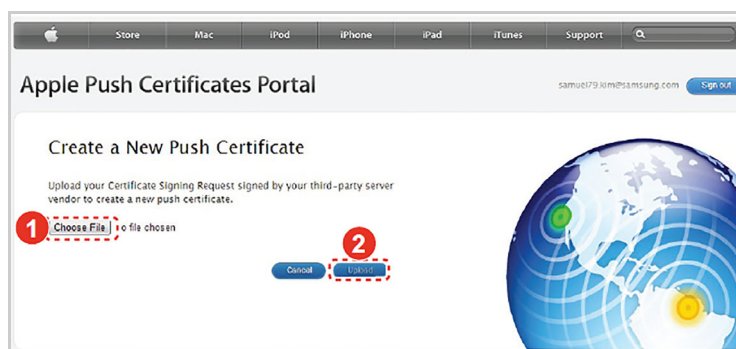 Store Mac iPod iPhone iPad iTunes Support
Apple Push Certificates Portal
samuel79.kim@samsung.com Sign out
Create a New Push Certificate
Upload your Certificate Signing Request signed by your third-party server
vendor to create a new push certificate.
1 Choose File o file chosen
2
Cancel Upload